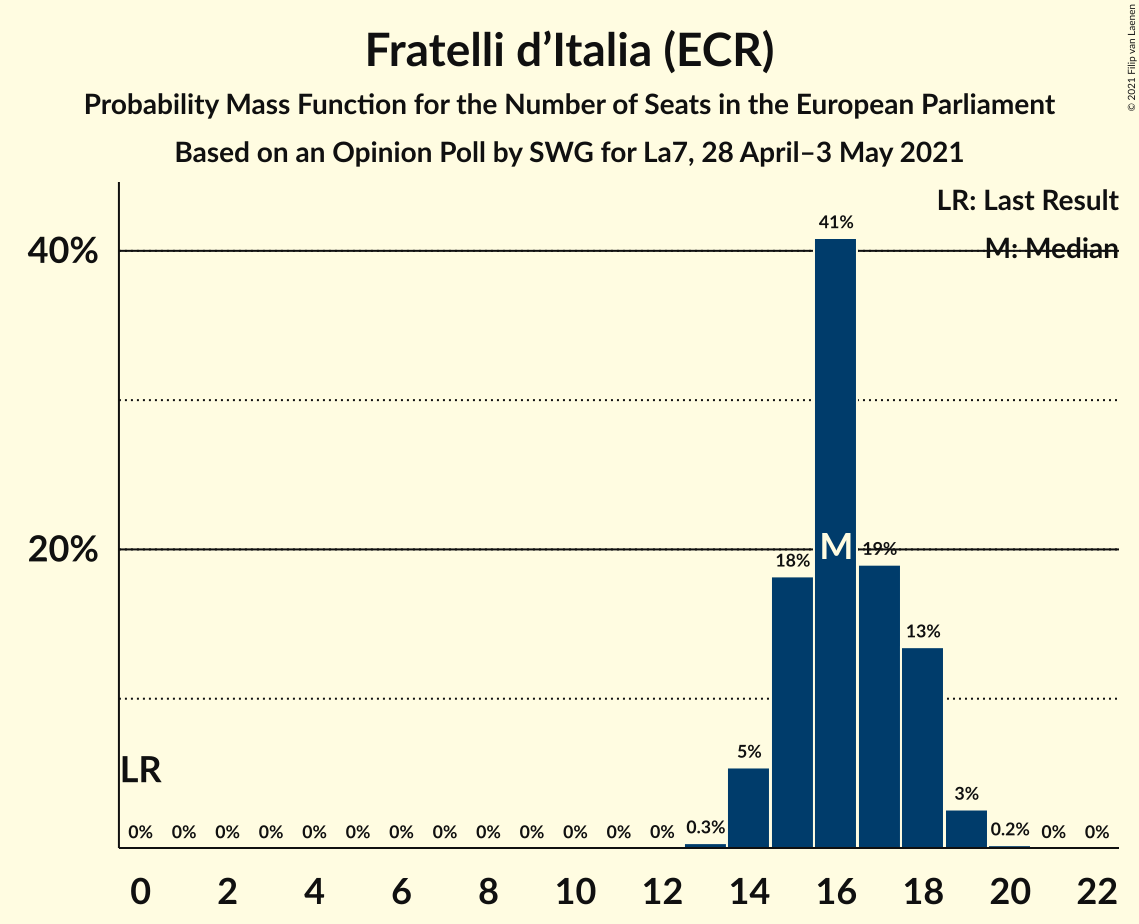 Fratelli d’Italia (ECR)
Probability Mass Function for the Number of Seats in the European Parliament
Based on an Opinion Poll by SWG for La7, 28 April–3 May 2021
© 2021 Filip van Laenen
LR: Last Result
M: Median
40%
20%
41%
18%
M
19%
13%
5%
3%
LR
0% 0% 0% 0% 0% 0% 0% 0% 0% 0% 0% 0% 0% 0.3% 0.2% 0% 0%
0 2 4 6 8 10 12 14 16 18 20 22